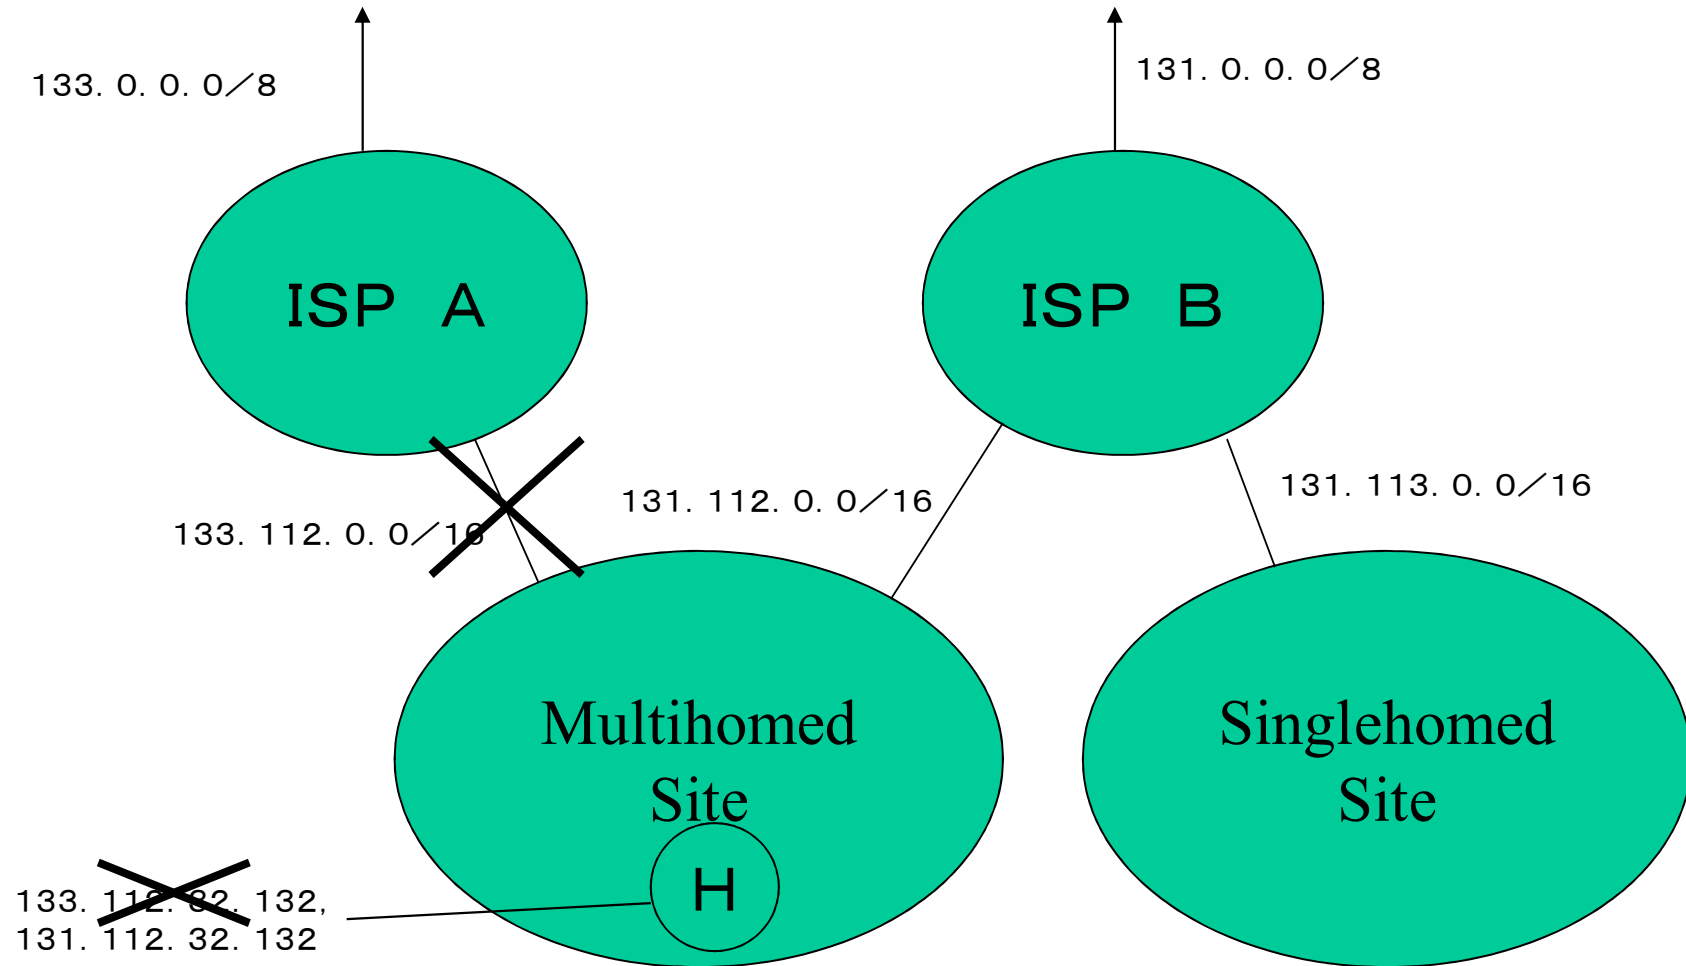 133. 0. 0. 0／8
131. 0. 0. 0／8
ISP A
ISP B
133. 112. 0. 0／16
131. 112. 0. 0／16
131. 113. 0. 0／16
Multihomed
Site
Singlehomed
Site
H
133. 112. 32. 132,
131. 112. 32. 132